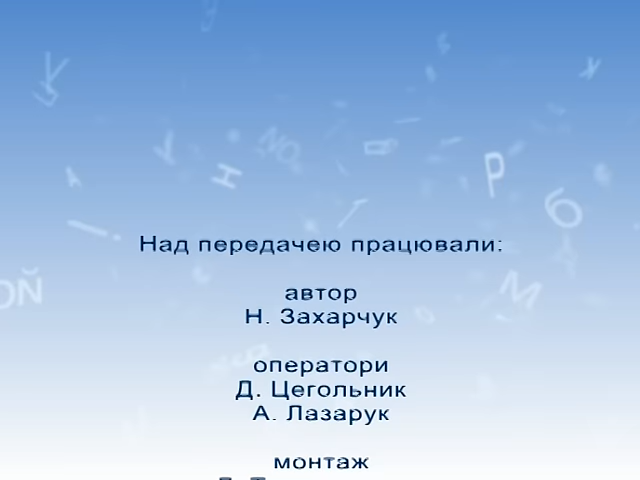 Над передачею працювали:
автор
Н. Захарчук
оператори
Д. Цегольник
А. Лазарук
монтаж